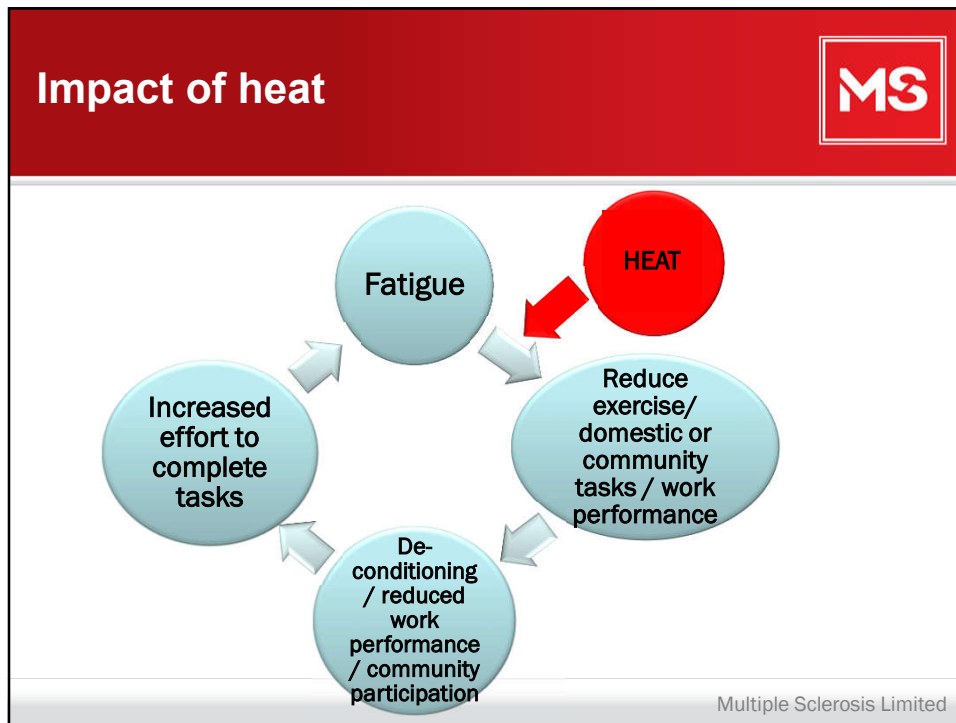 Impact of heat
MS
Fatigue
HEAT
Reduce
exercise/
domestic or
community
tasks / work
performance
De-
conditioning
/ reduced
work
performance
/ community
participation
Increased
effort to
complete
tasks
Multiple Sclerosis Limited